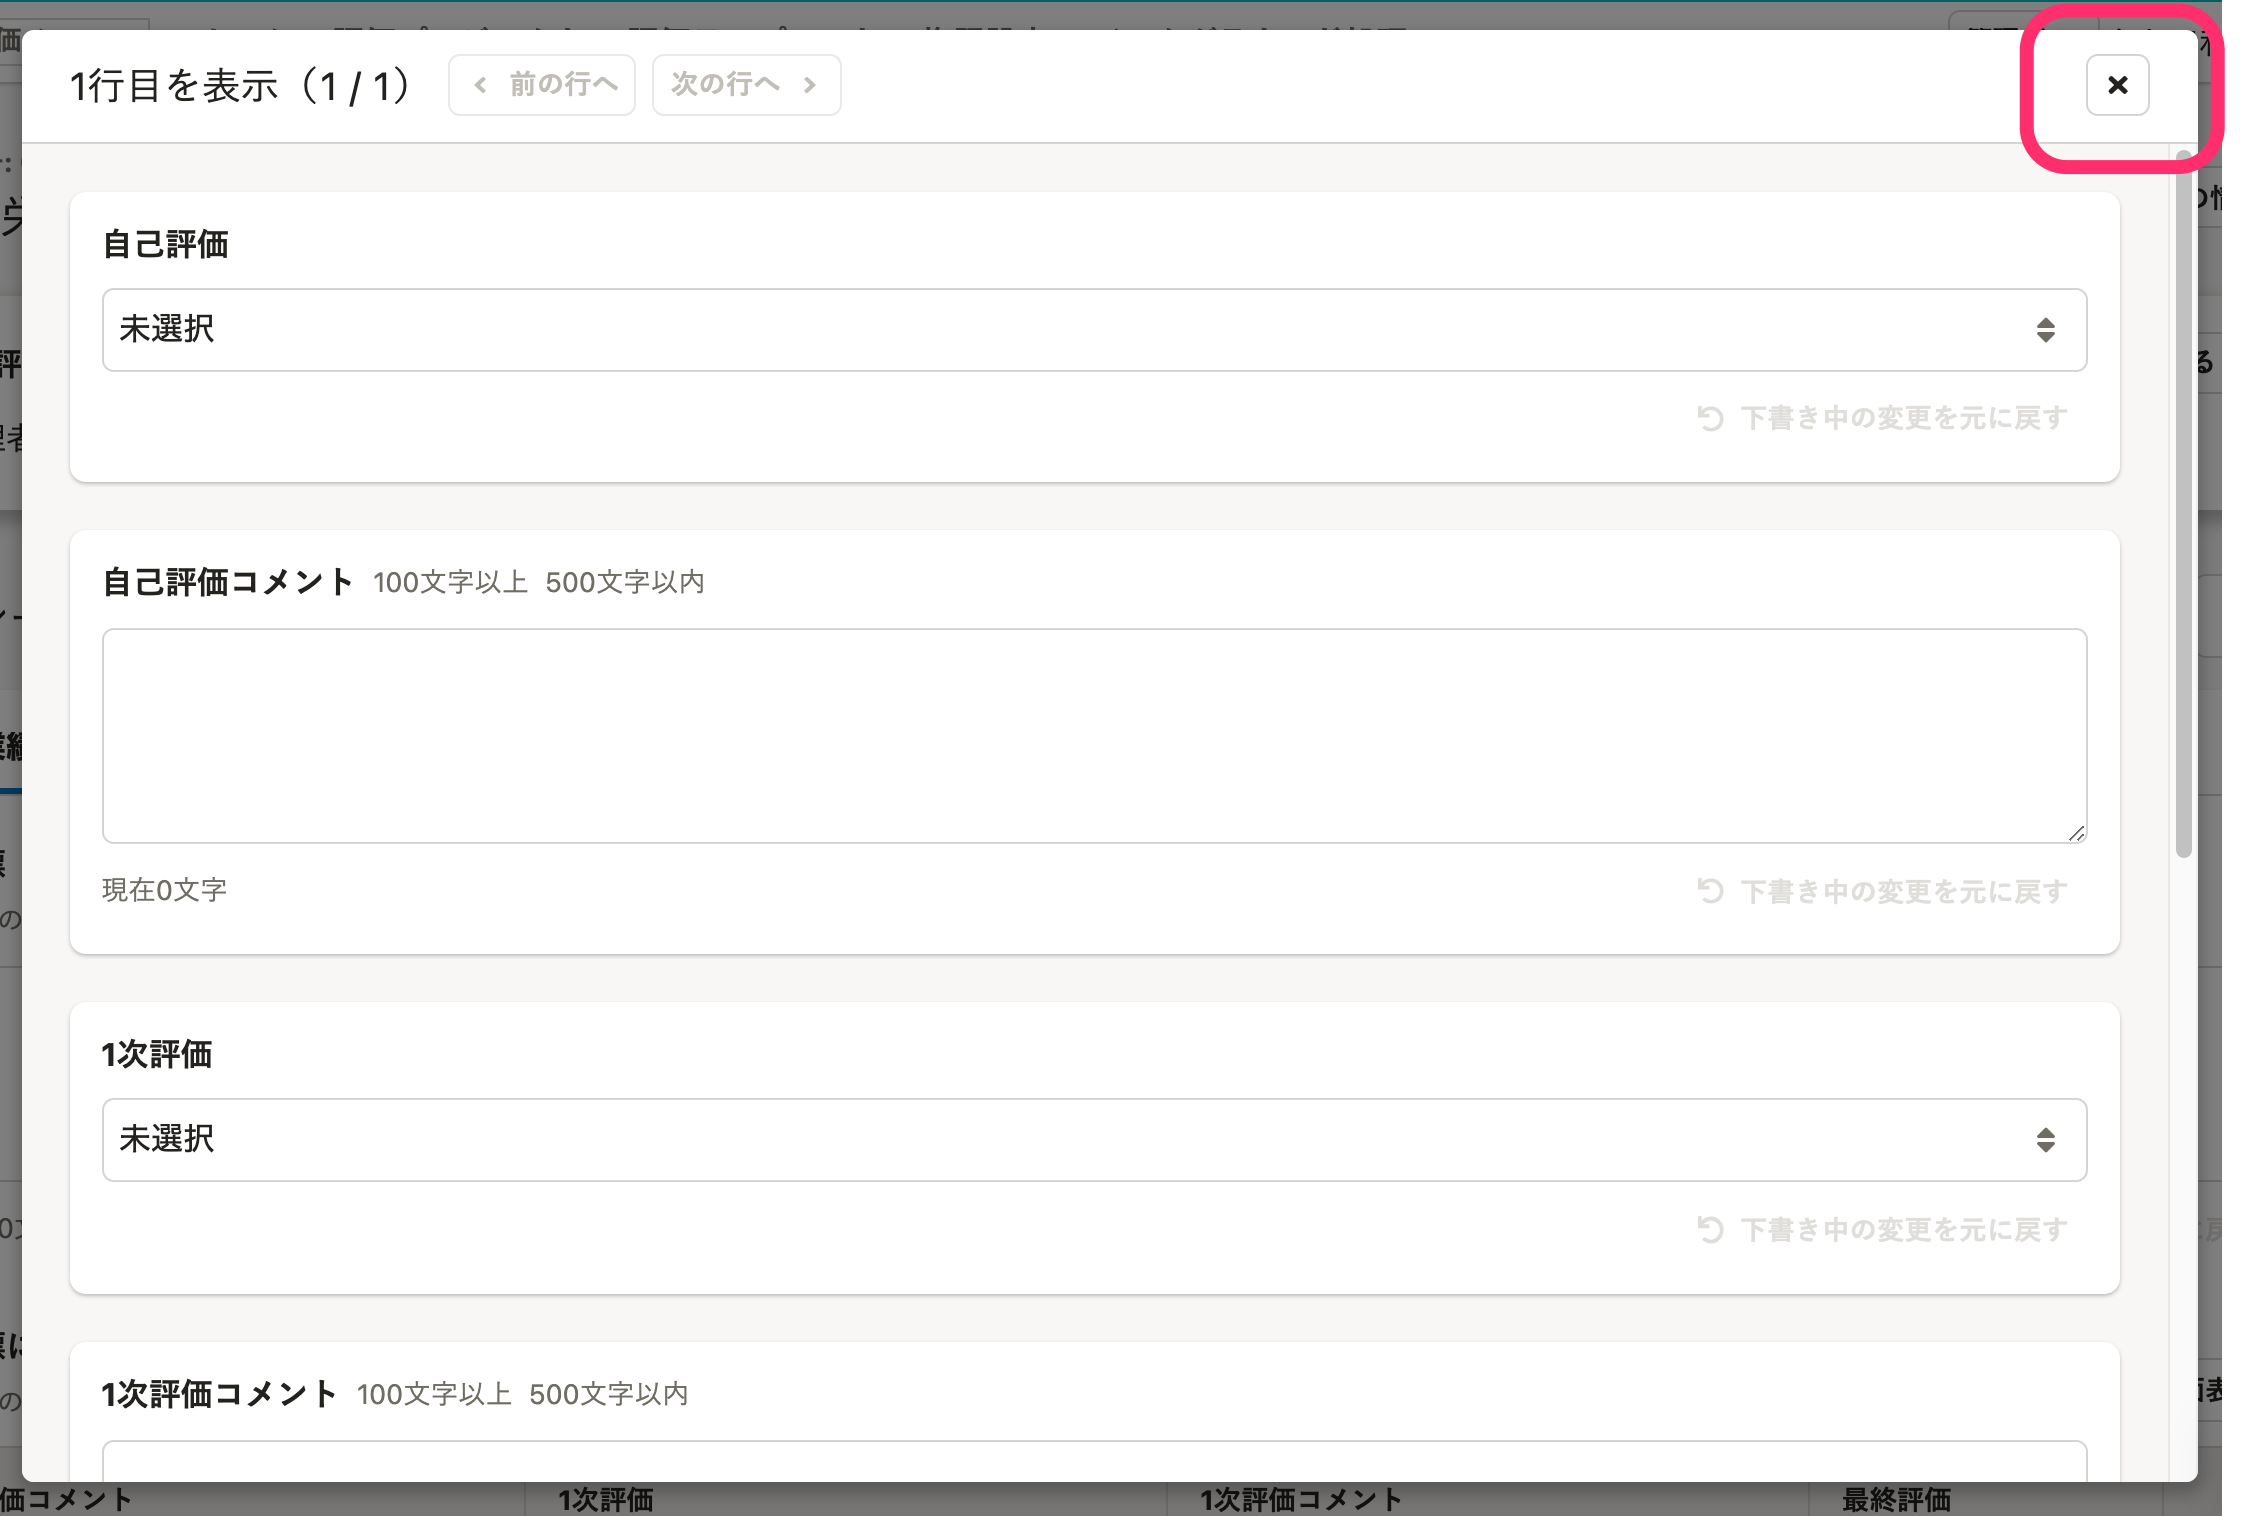 1行目を表示（1 / 1）
前の行へ
次の行へ
自己評価
未選択
下書き中の変更を元に戻す
自己評価コメント 100文字以上 500文字以内
現在0文字
下書き中の変更を元に戻す
1次評価
未選択
下書き中の変更を元に戻す
1次評価コメント 100文字以上 500文字以内
価コメント
1次評価
1次評価コメント
最終評価